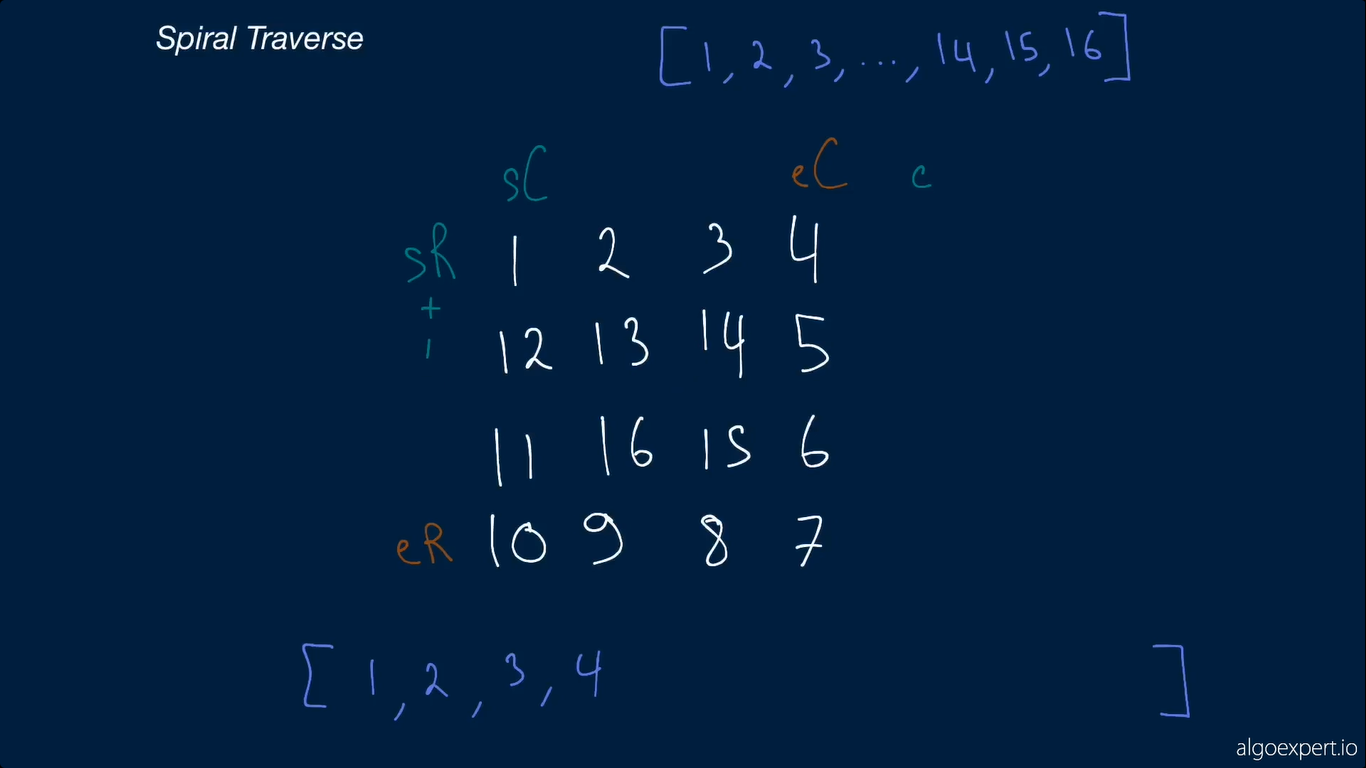 Spiral Traverse
[1, 2, 3, ..., 14, 15, 16]
sC eC c
sR 1 2 3 4
+
1 12 13 14 5
11 16 15 6
eR 10 9 8 7
[ 1, 2, 3, 4 ]
algoexpert.io